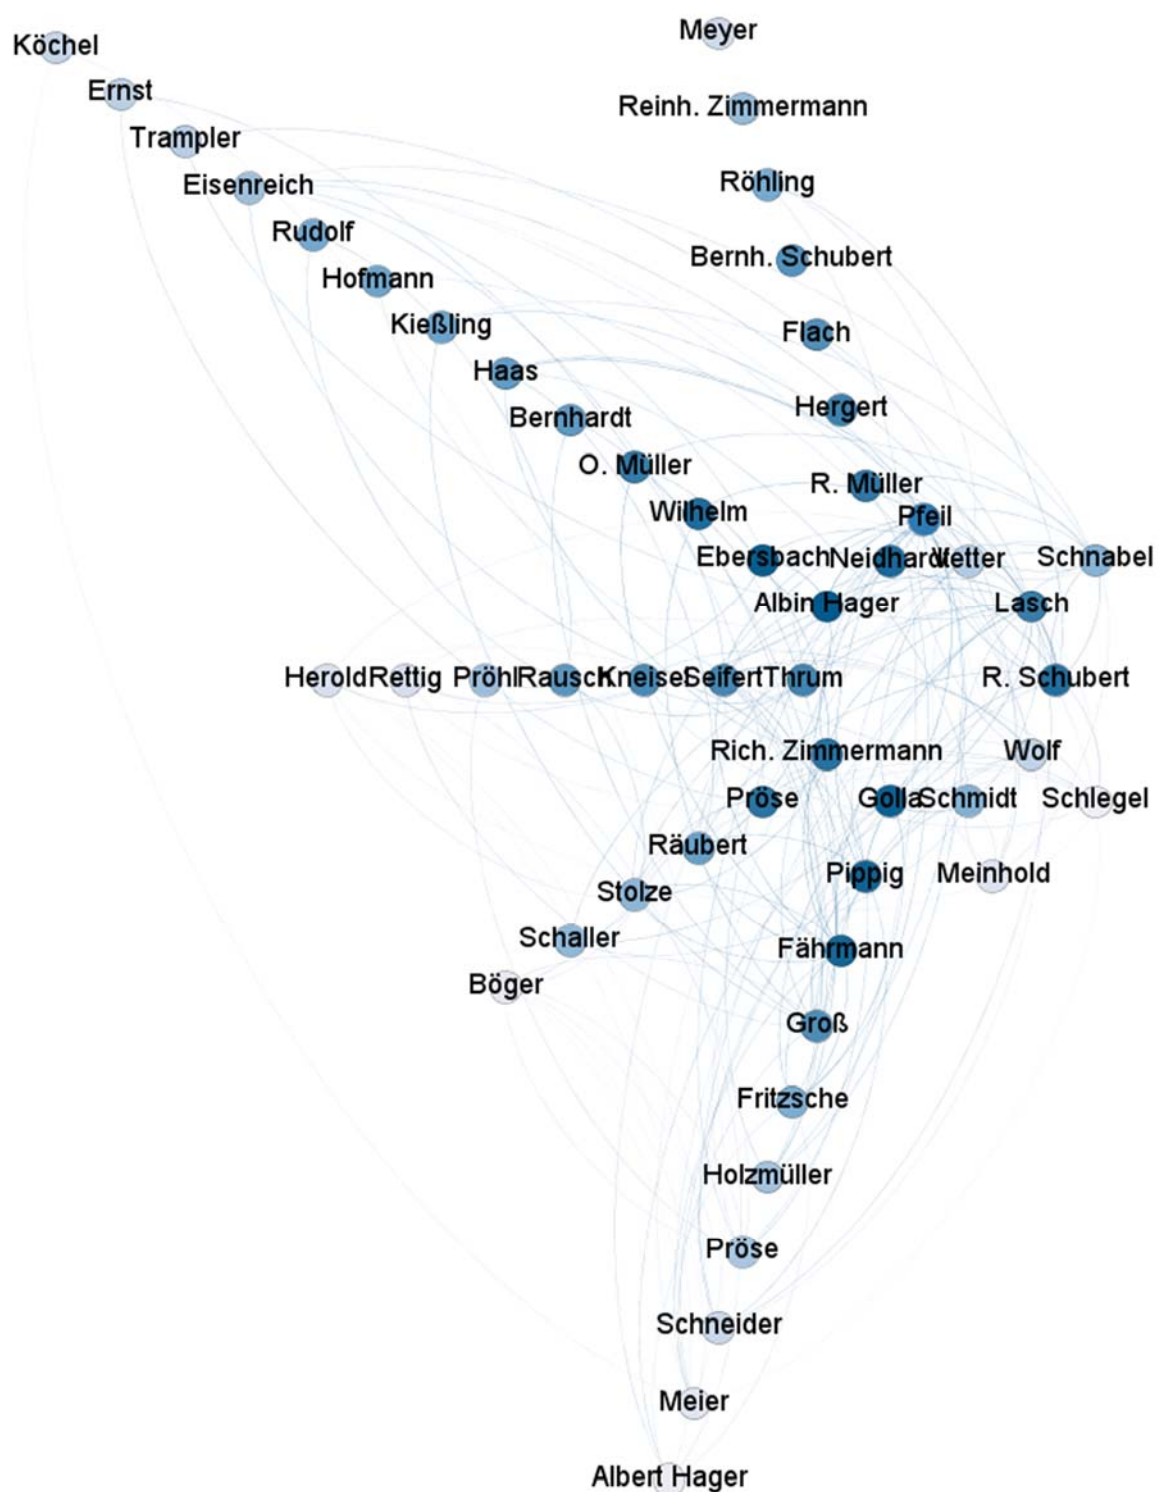 Meyer
Köchel
Ernst
Reinh. Zimmermann
Trampler
Röhling
Eisenreich
Rudolf
Bernh. Schubert
Hofmann
Kießling
Flach
Haas
Hergert
Bernhardt
O. Müller
R. Müller
Wilhelm
Pfeil
Ebersbach
Neidhardt
Vetter
Schnabel
Albin Hager
Lasch
Herold
Rettig
Pröhl
Rausch
Kneisel
Seifert
Thrum
R. Schubert
Rich. Zimmermann
Wolf
Pröse
Golla
Schmidt
Schlegel
Räubert
Pippig
Meinhold
Stolze
Schaller
Fährmann
Böger
Groß
Fritzsche
Holzmüller
Pröse
Schneider
Meier
Albert Hager